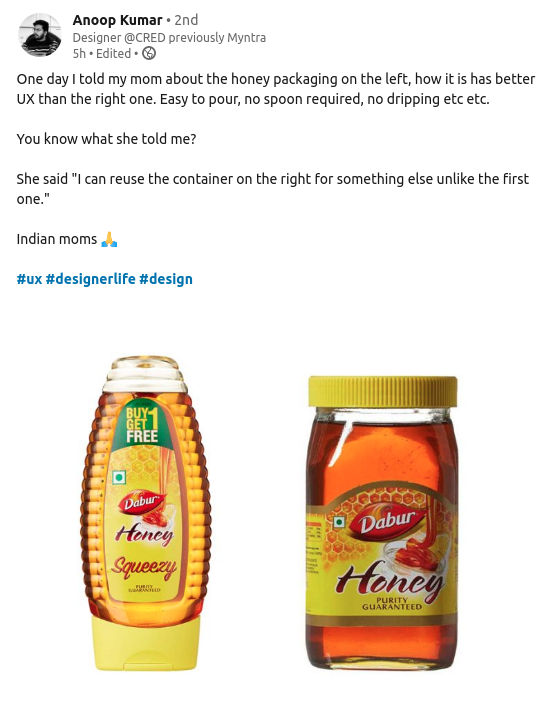 Anoop Kumar • 2nd
Designer @CRED previously Myntra
5h • Edited •
One day I told my mom about the honey packaging on the left, how it is has better
UX than the right one. Easy to pour, no spoon required, no dripping etc etc.
You know what she told me?
She said "I can reuse the container on the right for something else unlike the first
one."
Indian moms 🙏
#ux #designerlife #design
BUY 1
GET
FREE
Dabur
Honey
Squeezy
PURITY
GUARANTEED
Dabur
Honey
PURITY
GUARANTEED